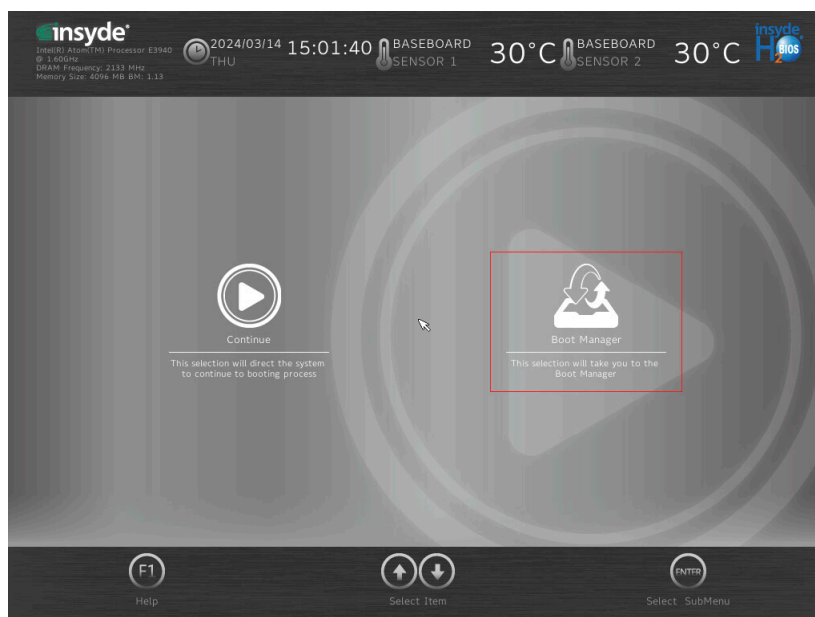 insyde
Intel(R) Atom(TM) Processor E3940
@ 1.60GHz
DRAM Frequency: 2133 MHz
Memory Size: 4096 MB BM: 1.13
2024/03/14
THU
15:01:40
BASEBOARD
SENSOR 1
30°C
BASEBOARD
SENSOR 2
30°C
insyde
H2BIOS
Continue
This selection will direct the system
to continue to booting process
Boot Manager
This selection will take you to the
Boot Manager
F1
Help
Select Item
ENTER
Select SubMenu